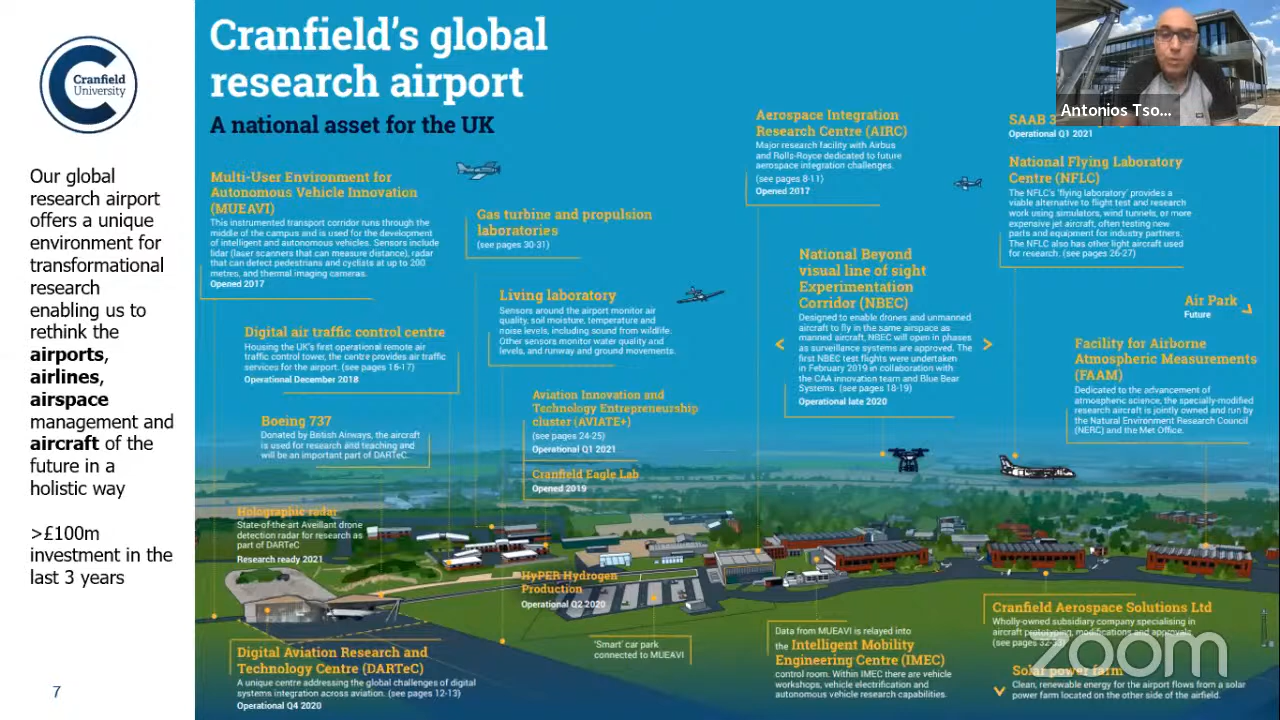 Cranfield
University
Our global
research airport
offers a unique
environment for
transformational
research
enabling us to
rethink the
airports,
airlines,
airspace
management and
aircraft of the
future in a
holistic way
>£100m
investment in the
last 3 years
7
Cranfield's global
research airport
A national asset for the UK
Multi-User Environment for
Autonomous Vehicle Innovation
(MUEAVI)
This instrumented transport corridor runs through the
middle of the campus and is used for the development
of intelligent and autonomous vehicles. Sensors include
lidar (laser scanners that can measure distance), radar
that can detect pedestrians and cyclists at up to 200
metres, and thermal imaging cameras.
Opened 2017
Digital air traffic control centre
Housing the UK's first operational remote air
traffic control tower, the centre provides air traffic
services for the airport. (see pages 16-17)
Operational December 2018
Boeing 737
Donated by British Airways, the aircraft
is used for research and teaching and
will be an important part of DARTeC.
Holographic radar
State-of-the-art Aveillant drone
detection radar for research as
part of DARTeC
Research ready 2021
Digital Aviation Research and
Technology Centre (DARTeC)
A unique centre addressing the global challenges of digital
systems integration across aviation. (see pages 12-13)
Operational Q4 2020
Gas turbine and propulsion
laboratories
(see pages 30-31)
Living laboratory
Sensors around the airport monitor air
quality, soil moisture, temperature and
noise levels, including sound from wildlife.
Other sensors monitor water quality and
levels, and runway and ground movements.
Aviation Innovation and
Technology Entrepreneurship
cluster (AVIATE+)
(see pages 24-25)
Operational Q1 2021
Cranfield Eagle Lab
Opened 2019
HyPER Hydrogen
Production
Operational Q2 2020
'Smart' car park
connected to MUEAVI
Aerospace Integration
Research Centre (AIRC)
Major research facility with Airbus
and Rolls-Royce dedicated to future
aerospace integration challenges.
(see pages 8-11)
Opened 2017
National Beyond
visual line of sight
Experimentation
Corridor (NBEC)
Designed to enable drones and unmanned
aircraft to fly in the same airspace as
manned aircraft, NBEC will open in phases
as surveillance systems are approved. The
first NBEC test flights were undertaken
in February 2019 in collaboration with
the CAA innovation team and Blue Bear
Systems. (see pages 18-19)
Operational late 2020
Data from MUEAVI is relayed into
the Intelligent Mobility
Engineering Centre (IMEC)
control room. Within IMEC there are vehicle
workshops, vehicle electrification and
autonomous vehicle research capabilities.
Antonios Tso...
SAAB 3
Operational Q1 2021
National Flying Laboratory
Centre (NFLC)
The NFLC's 'flying laboratory' provides a
viable alternative to flight test and research
work using simulators, wind tunnels, or more
expensive jet aircraft, often testing new
parts and equipment for industry partners.
The NFLC also has other light aircraft used
for research. (see pages 26-27)
Air Park
Future
Facility for Airborne
Atmospheric Measurements
(FAAM)
Dedicated to the advancement of
atmospheric science, the specially-modified
research aircraft is jointly owned and run by
the Natural Environment Research Council
(NERC) and the Met Office.
Cranfield Aerospace Solutions Ltd
Wholly-owned subsidiary company specialising in
aircraft prototyping, modifications and approvals.
(see pages 32-33)
Solar power farm
Clean, renewable energy for the airport flows from a solar
power farm located on the other side of the airfield.
zoom